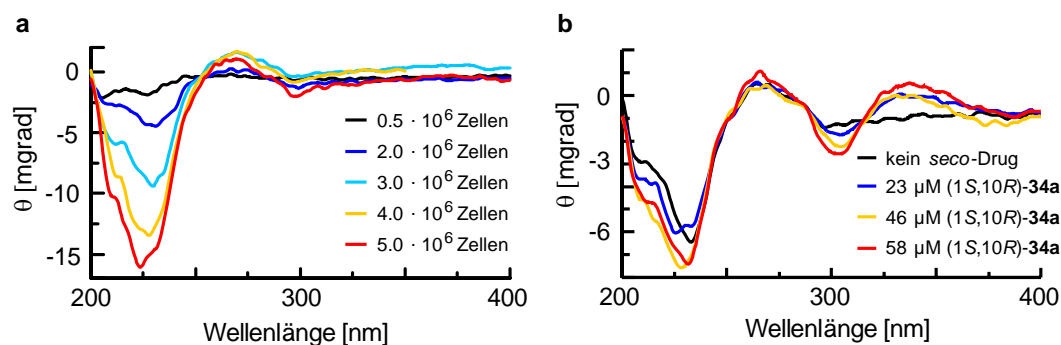 a
θ [mgrad]
0
-5
-10
-15
200
300
400
Wellenlänge [nm]
0.5 · 10⁶ Zellen
2.0 · 10⁶ Zellen
3.0 · 10⁶ Zellen
4.0 · 10⁶ Zellen
5.0 · 10⁶ Zellen
b
θ [mgrad]
0
-3
-6
200
300
400
Wellenlänge [nm]
kein seco-Drug
23 µM (1S,10R)-34a
46 µM (1S,10R)-34a
58 µM (1S,10R)-34a